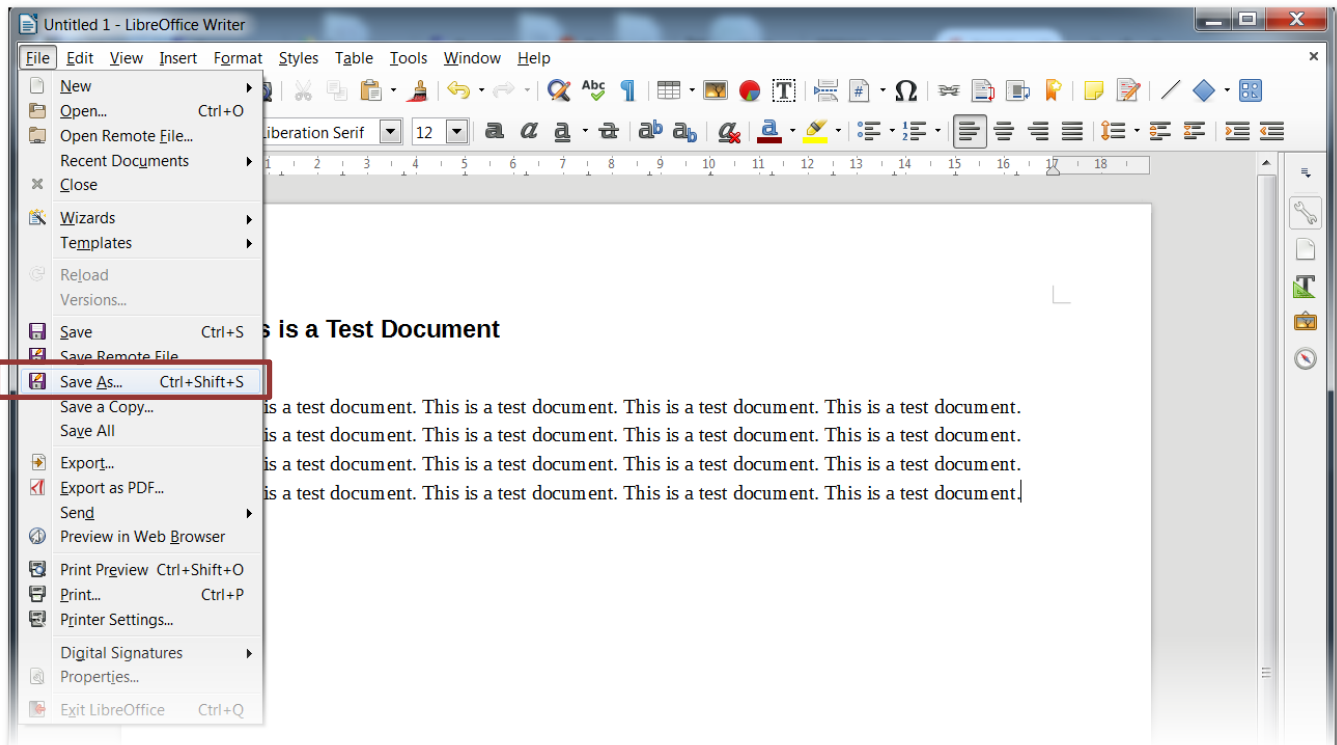 Untitled 1 - LibreOffice Writer
File Edit View Insert Format Styles Table Tools Window Help
New
Open... Ctrl+O
Open Remote File...
Recent Documents
Close
Wizards
Templates
Reload
Versions...
Save Ctrl+S
Save Remote File
Save As... Ctrl+Shift+S
Save a Copy...
Save All
Export...
Export as PDF...
Send
Preview in Web Browser
Print Preview Ctrl+Shift+O
Print... Ctrl+P
Printer Settings...
Digital Signatures
Properties...
Exit LibreOffice Ctrl+Q
Abc
iberation Serif 12
a a a ab ab a
1 2 3 4 5 6 7 8 9 10 11 12 13 14 15 16 17 18
s is a Test Document
is a test document. This is a test document. This is a test document. This is a test document.
is a test document. This is a test document. This is a test document. This is a test document.
is a test document. This is a test document. This is a test document. This is a test document.
is a test document. This is a test document. This is a test document. This is a test document.